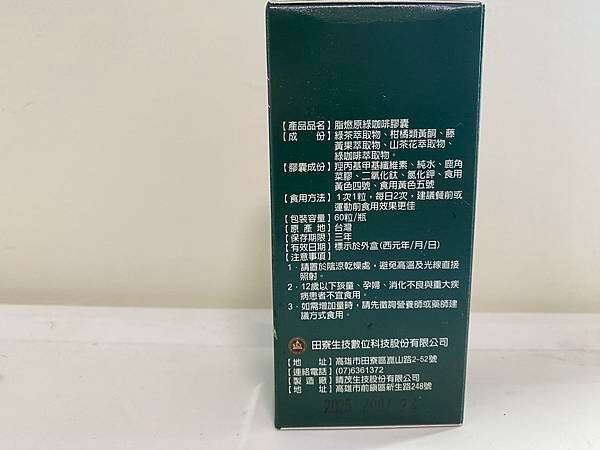 【產品品名】脂燃原綠咖啡膠囊
【成 份】綠茶萃取物、柑橘類黃酮、藤
黃果萃取物、山茶花萃取物、
綠咖啡萃取物。
【膠囊成份】羥丙基甲基纖維素、純水、鹿角
菜膠、二氧化鈦、氯化鉀、食用
黃色四號、食用黃色五號
【食用方法】1次1粒，每日2次，建議餐前或
運動前食用效果更佳
【包裝容量】60粒/瓶
【原 產 地】台灣
【保存期限】三年
【有效日期】標示於外盒(西元年/月/日)
【注意事項】
1．請置於陰涼乾燥處，避免高溫及光線直接
照射。
2．12歲以下孩童、孕婦、消化不良與重大疾
病患者不宜食用。
3．如需增加量時，請先徵詢營養師或藥師建
議方式食用。
田寮生技數位科技股份有限公司
【地 址】高雄市田寮區崑山路2-52號
【連絡電話】(07)6361372
【製 造 廠】晴茂生技股份有限公司
【地 址】高雄市前鎮區新生路248號